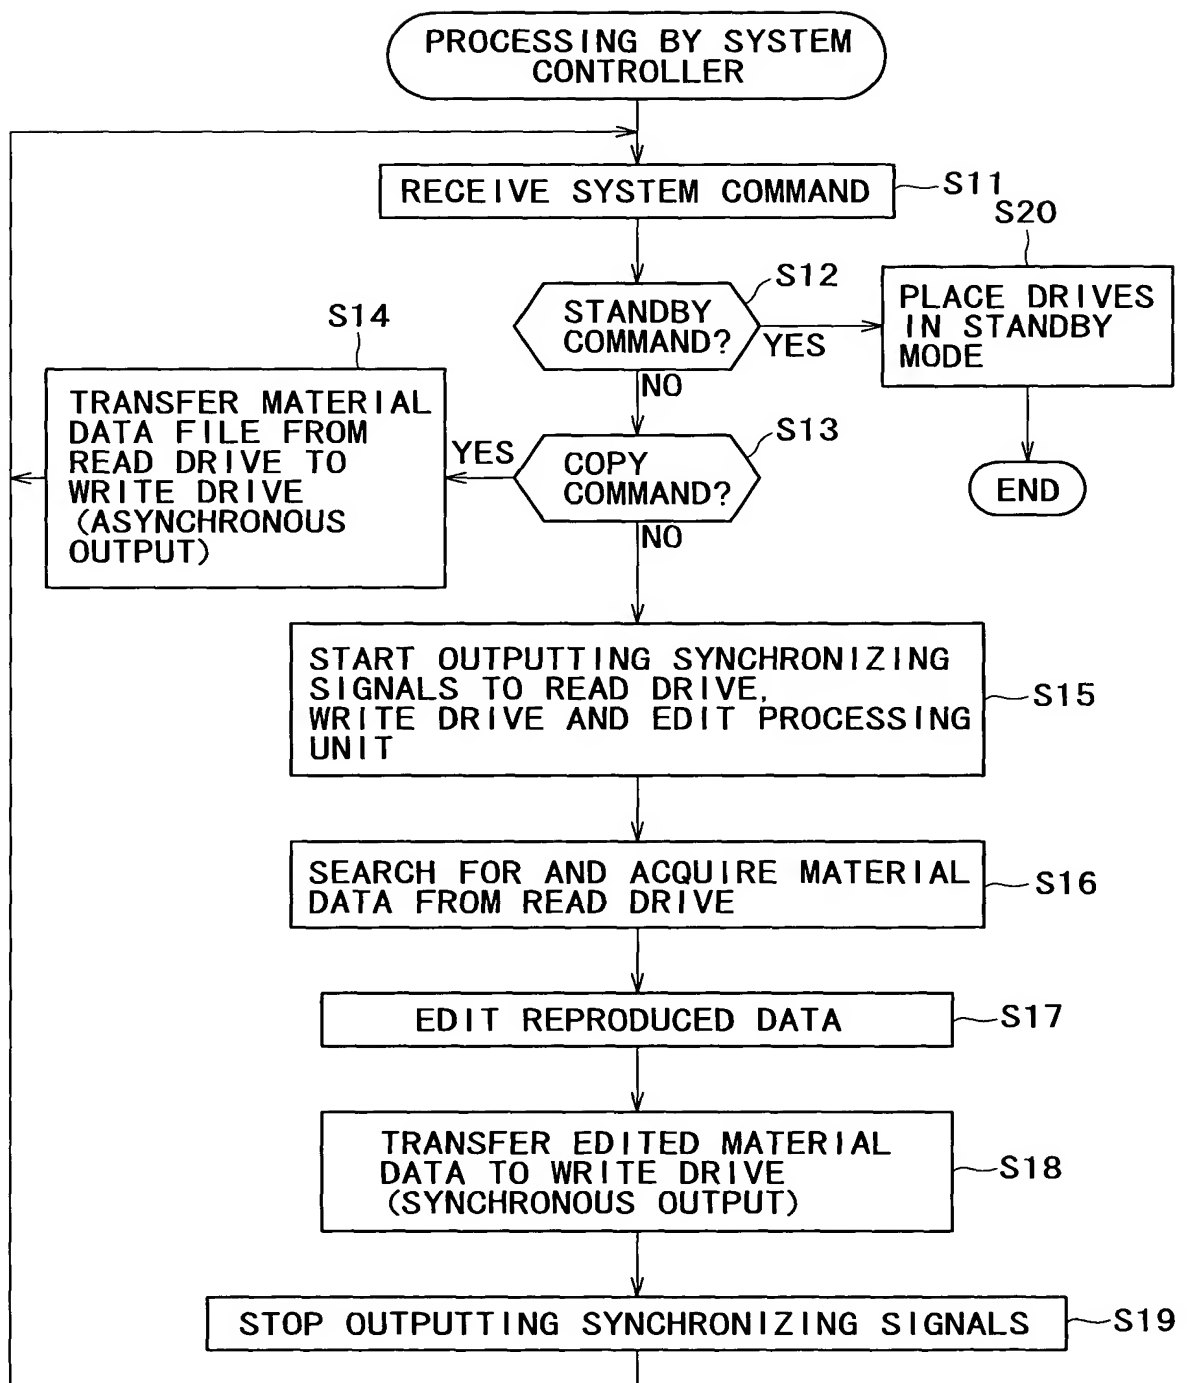 PROCESSING BY SYSTEM
CONTROLLER
RECEIVE SYSTEM COMMAND
S11
S20
S12
STANDBY
COMMAND?
YES
PLACE DRIVES
IN STANDBY
MODE
NO
END
S14
TRANSFER MATERIAL
DATA FILE FROM
READ DRIVE TO
WRITE DRIVE
(ASYNCHRONOUS
OUTPUT)
YES
S13
COPY
COMMAND?
NO
START OUTPUTTING SYNCHRONIZING
SIGNALS TO READ DRIVE,
WRITE DRIVE AND EDIT PROCESSING
UNIT
S15
SEARCH FOR AND ACQUIRE MATERIAL
DATA FROM READ DRIVE
S16
EDIT REPRODUCED DATA
S17
TRANSFER EDITED MATERIAL
DATA TO WRITE DRIVE
(SYNCHRONOUS OUTPUT)
S18
STOP OUTPUTTING SYNCHRONIZING SIGNALS
S19